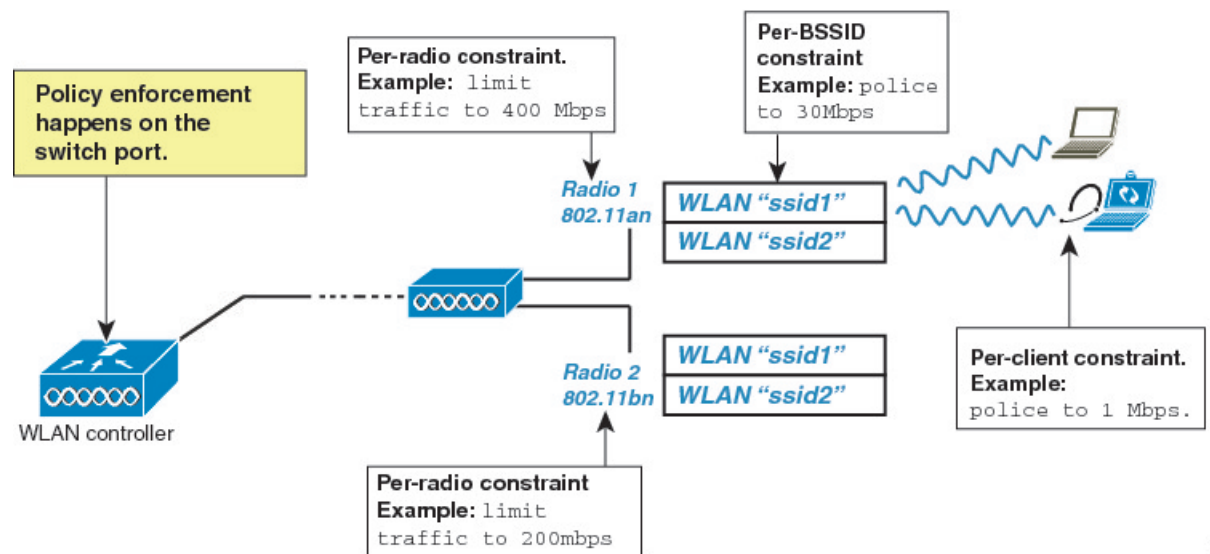 Policy enforcement
happens on the
switch port.
Per-radio constraint.
Example: limit
traffic to 400 Mbps
Per-BSSID
constraint
Example: police
to 30Mbps
Radio 1
802.11an
WLAN “ssid1”
WLAN “ssid2”
WLAN controller
Radio 2
802.11bn
WLAN “ssid1”
WLAN “ssid2”
Per-client constraint.
Example:
police to 1 Mbps.
Per-radio constraint
Example: limit
traffic to 200mbps